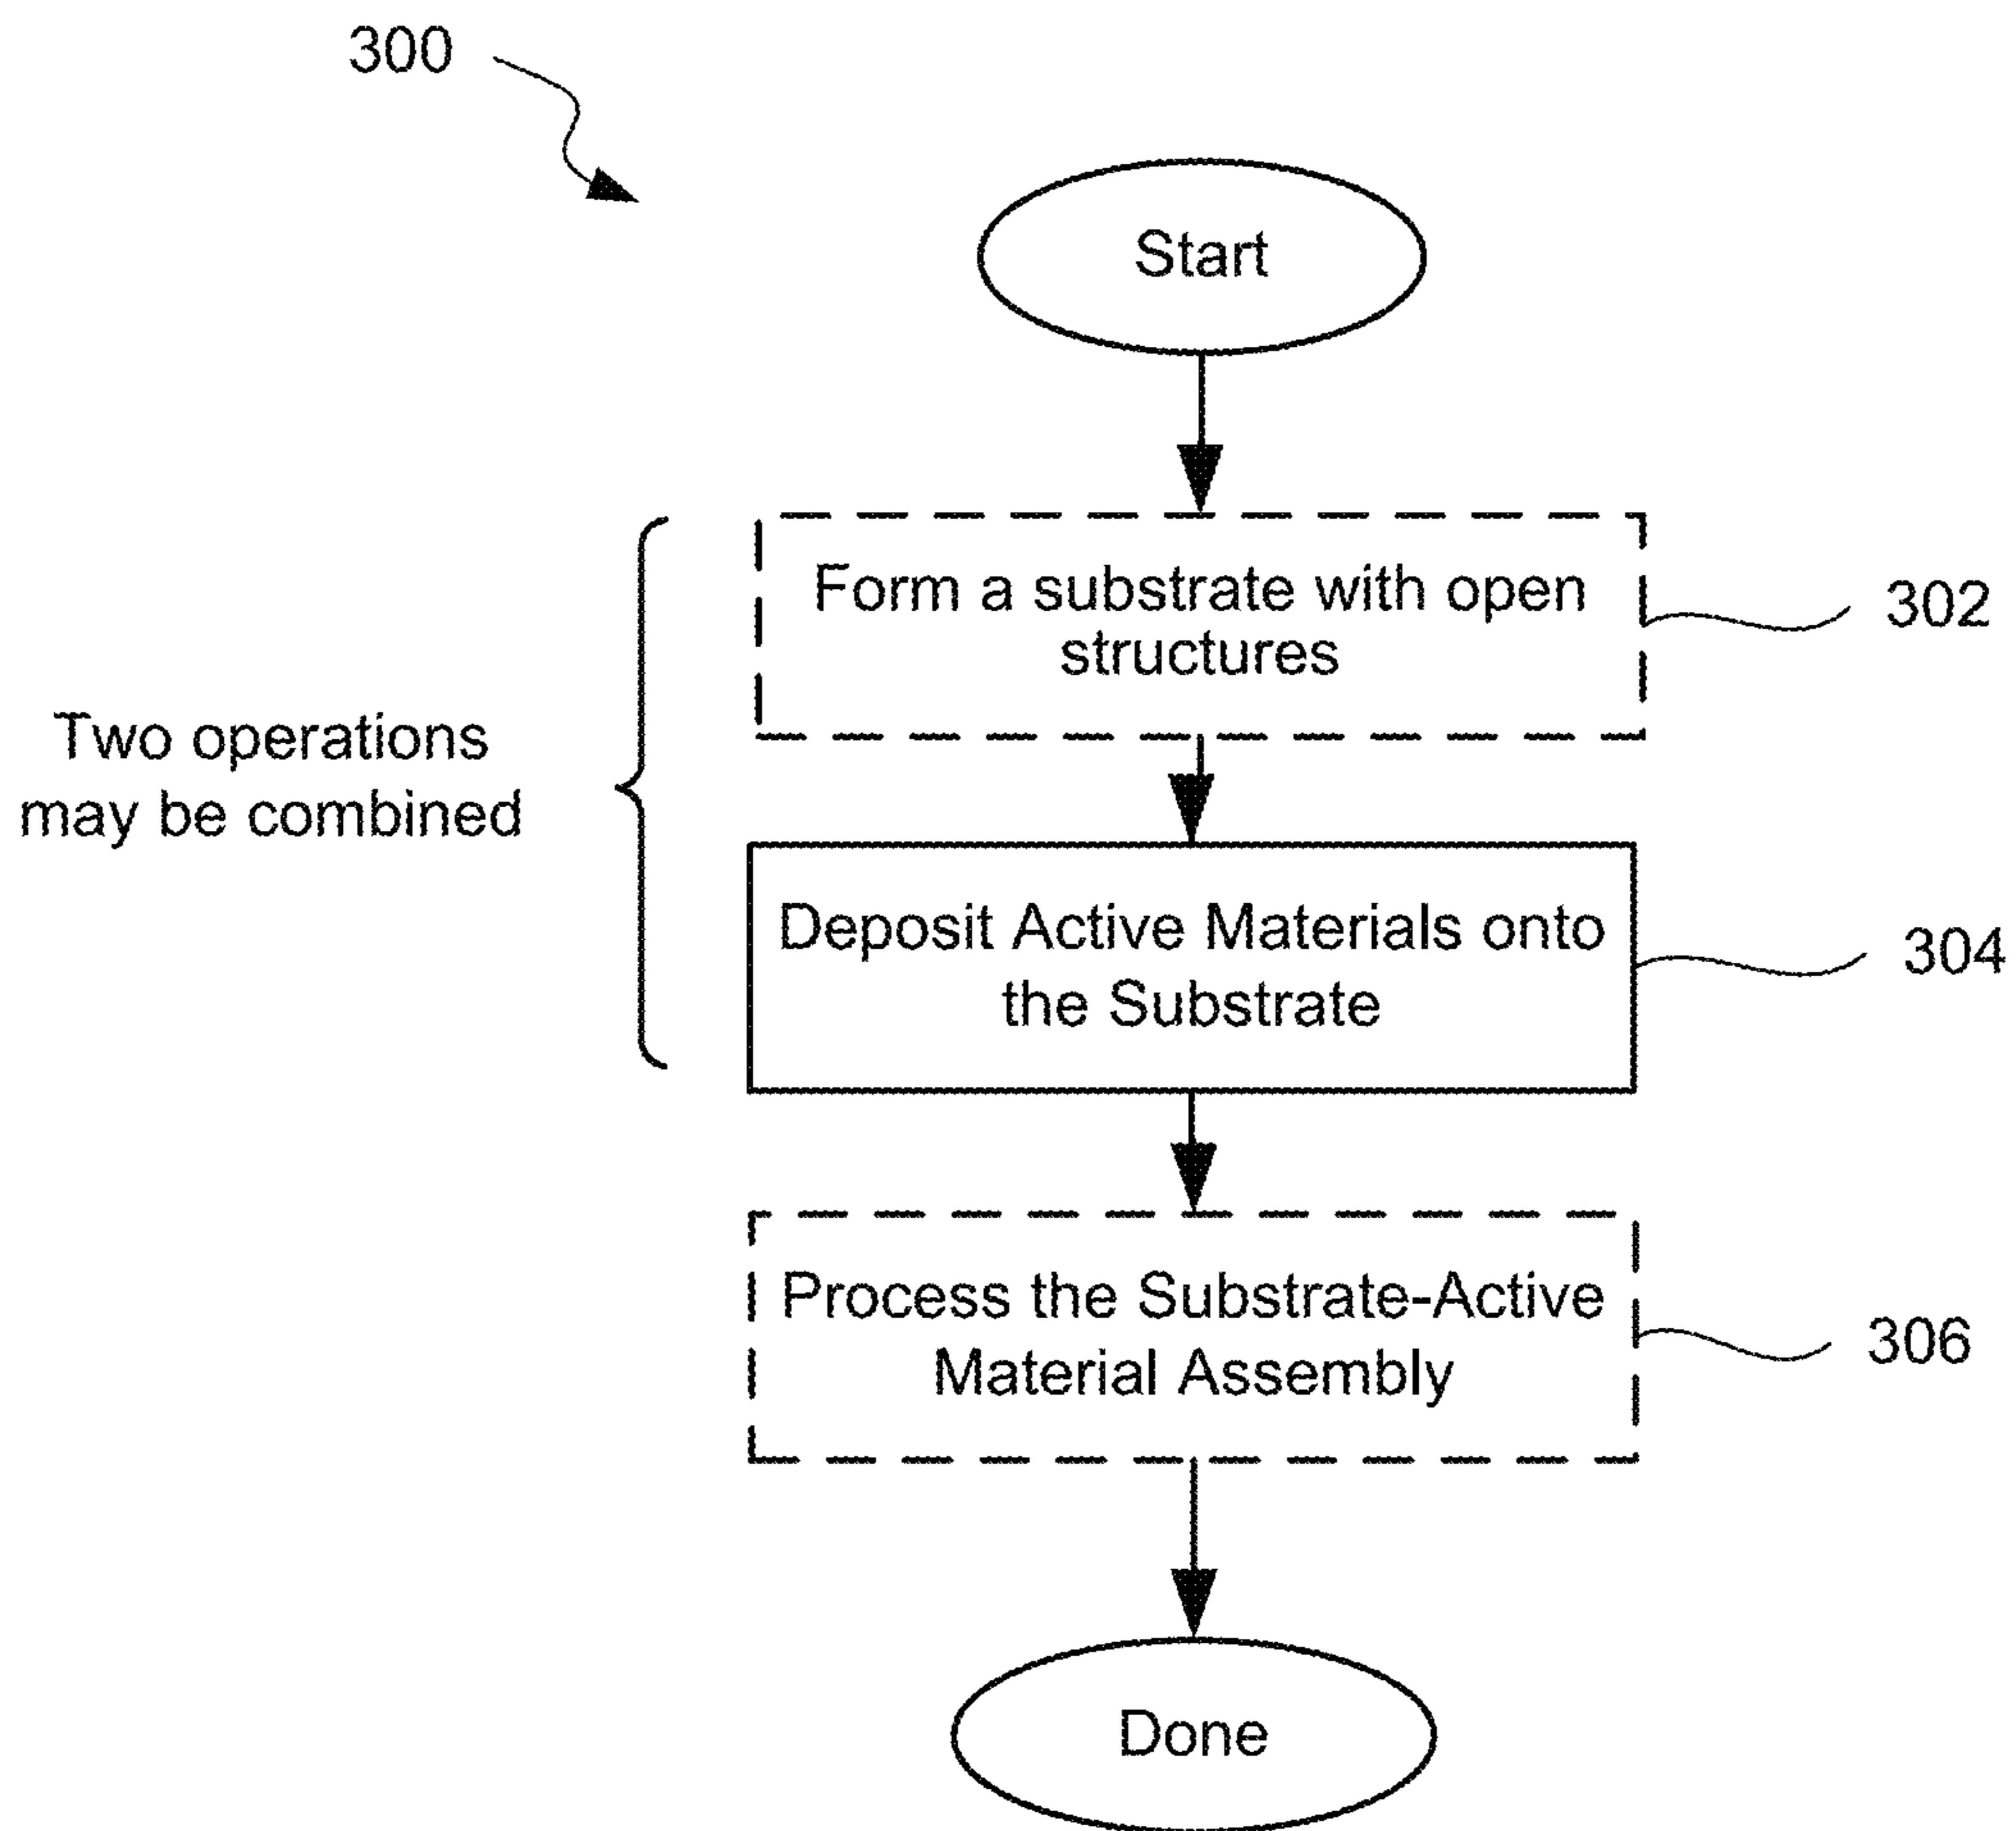 300
Start
Form a substrate with open
structures
302
Two operations
may be combined
Deposit Active Materials onto
the Substrate
304
Process the Substrate-Active
Material Assembly
306
Done